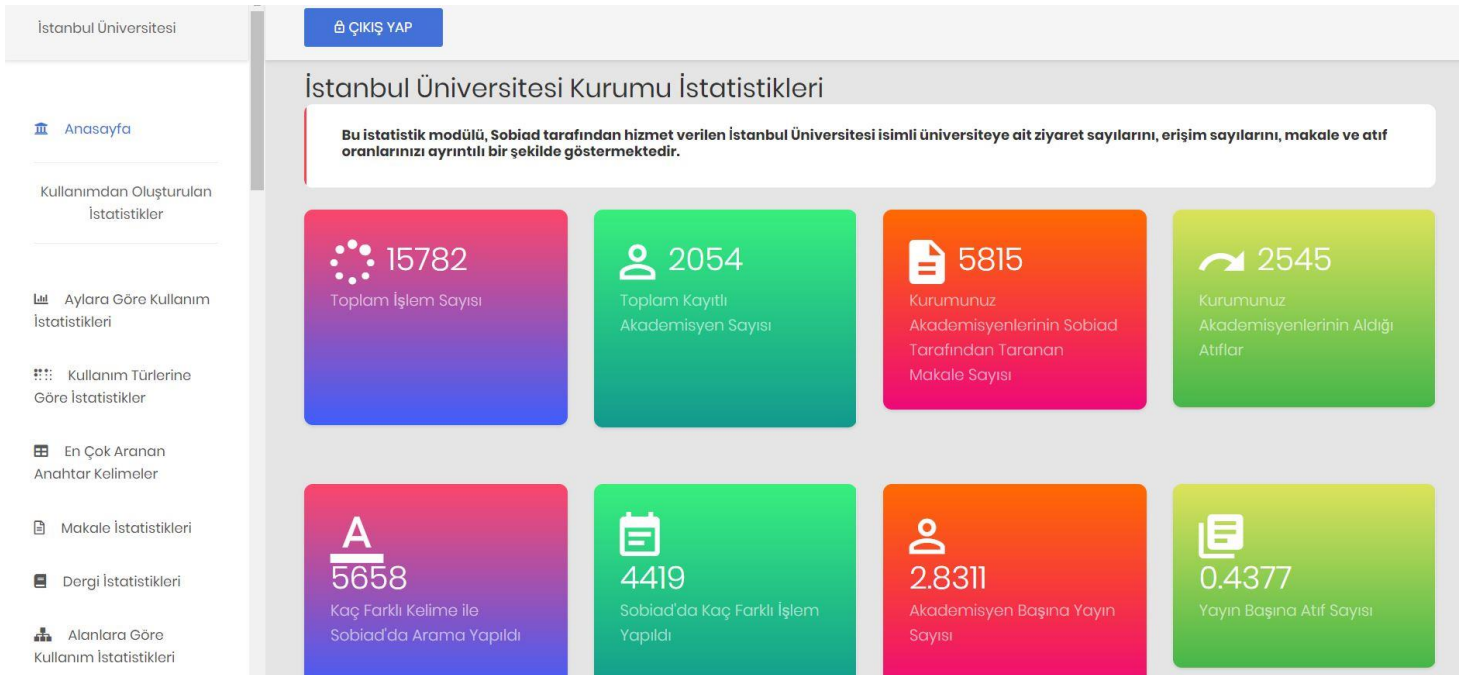 İstanbul Üniversitesi
ÇIKIŞ YAP
Anasayfa
Kullanımdan Oluşturulan
İstatistikler
Aylara Göre Kullanım
İstatistikleri
Kullanım Türlerine
Göre İstatistikler
En Çok Aranan
Anahtar Kelimeler
Makale İstatistikleri
Dergi İstatistikleri
Alanlara Göre
Kullanım İstatistikleri
İstanbul Üniversitesi Kurumu İstatistikleri
Bu istatistik modülü, Sobiad tarafından hizmet verilen İstanbul Üniversitesi isimli üniversiteye ait ziyaret sayılarını, erişim sayılarını, makale ve atıf
oranlarınızı ayrıntılı bir şekilde göstermektedir.
15782
Toplam İşlem Sayısı
2054
Toplam Kayıtlı
Akademisyen Sayısı
5815
Kurumunuz
Akademisyenlerinin Sobiad
Tarafından Taranan
Makale Sayısı
2545
Kurumunuz
Akademisyenlerinin Aldığı
Atıflar
5658
Kaç Farklı Kelime ile
Sobiad'da Arama Yapıldı
4419
Sobiad'da Kaç Farklı İşlem
Yapıldı
2.8311
Akademisyen Başına Yayın
Sayısı
0.4377
Yayın Başına Atıf Sayısı